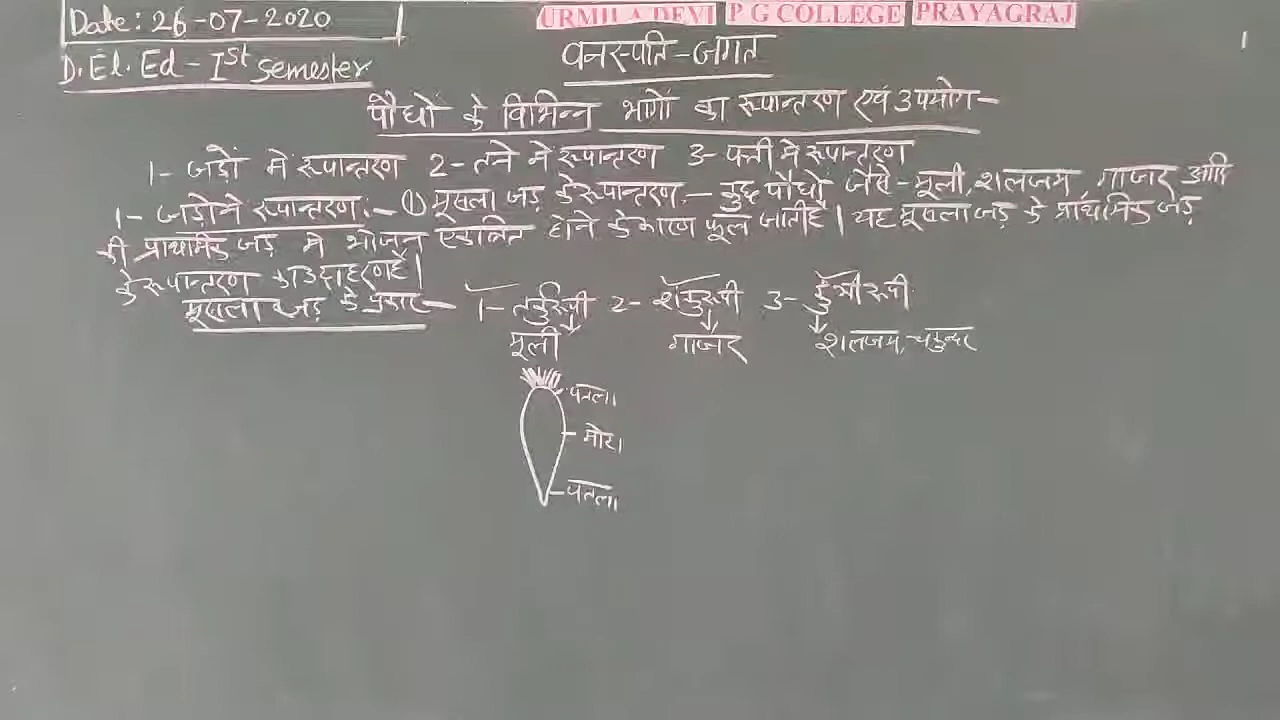 Date: 26-07-2020
URMILA DEVI P G COLLEGE PRAYAGRAJ
D.El.Ed - Ist semester
वनस्पति-जगत
1
पौधों के विभिन्न भागों का रूपान्तरण एवं उपयोग-
1- जड़ों में रूपान्तरण 2- तने में रूपान्तरण 3- पत्ती में रूपान्तरण
1- जड़ों में रूपान्तरण:- ① मूसला जड़ के रूपान्तरण:- कुछ पौधों जैसे- मूली, शलजम, गाजर आदि
की प्राथमिक जड़ में भोजन एकत्रित होने के कारण फूल जाती है। यह मूसला जड़ के प्राथमिक जड़
के रूपान्तरण का उदाहरण है।
मूसला जड़ के प्रकार- 1- तर्कुरूपी 2- शंकुरूपी 3- कुंभीरूपी
मूली गाजर शलजम, चुकन्दर
पतला
मोटा
पतला